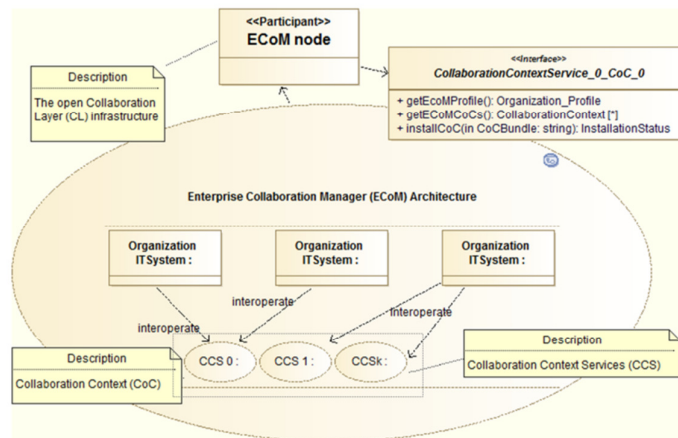 <<Participant>>
ECoM node
Description
The open Collaboration
Layer (CL) infrastructure
<<Interface>>
CollaborationContextService_0_CoC_0
+ getEcoMProfile(): Organization_Profile
+ getECoMCoCs(): CollaborationContext [*]
+ installCoC(in CoCBundle: string): InstallationStatus
Enterprise Collaboration Manager (ECoM) Architecture
Organization
ITSystem :
Organization
ITSystem :
Organization
ITSystem :
interoperate
Interoperate
interoperate
CCS 0 :
CCS 1 :
CCSk :
Description
Collaboration Context (CoC)
Description
Collaboration Context Services (CCS)